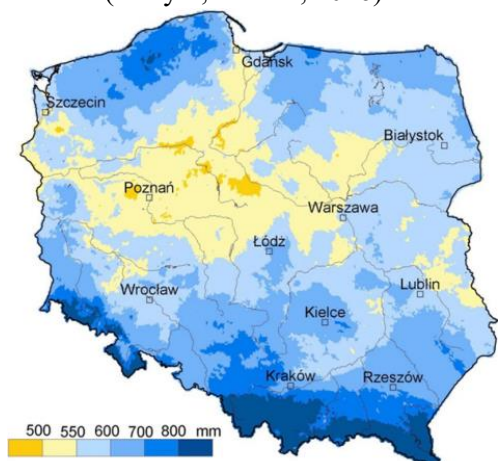 Gdańsk
Szczecin
Białystok
Poznań
Warszawa
Łódź
Wrocław
Lublin
Kielce
Kraków
Rzeszów
500 550 600 700 800 mm